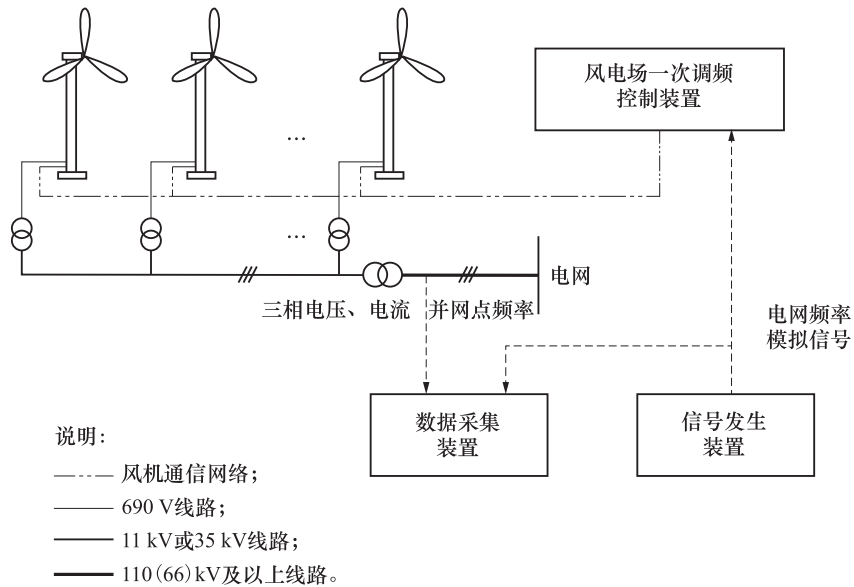 风电场一次调频
控制装置
…
…
电网
三相电压、电流
并网点频率
电网频率
模拟信号
数据采集
装置
信号发生
装置
说明：
风机通信网络；
690 V线路；
11 kV或35 kV线路；
110(66)kV及以上线路。